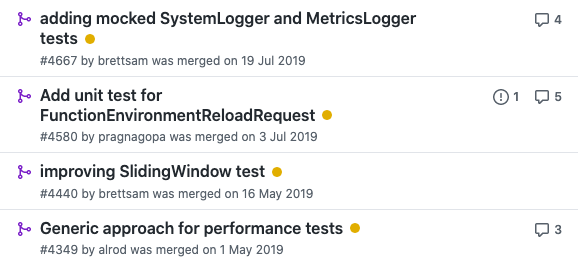 adding mocked SystemLogger and MetricsLogger
4
tests
#4667 by brettsam was merged on 19 Jul 2019
Add unit test for
1
5
FunctionEnvironmentReloadRequest
#4580 by pragnagopa was merged on 3 Jul 2019
improving SlidingWindow test
#4440 by brettsam was merged on 16 May 2019
Generic approach for performance tests
3
#4349 by alrod was merged on 1 May 2019